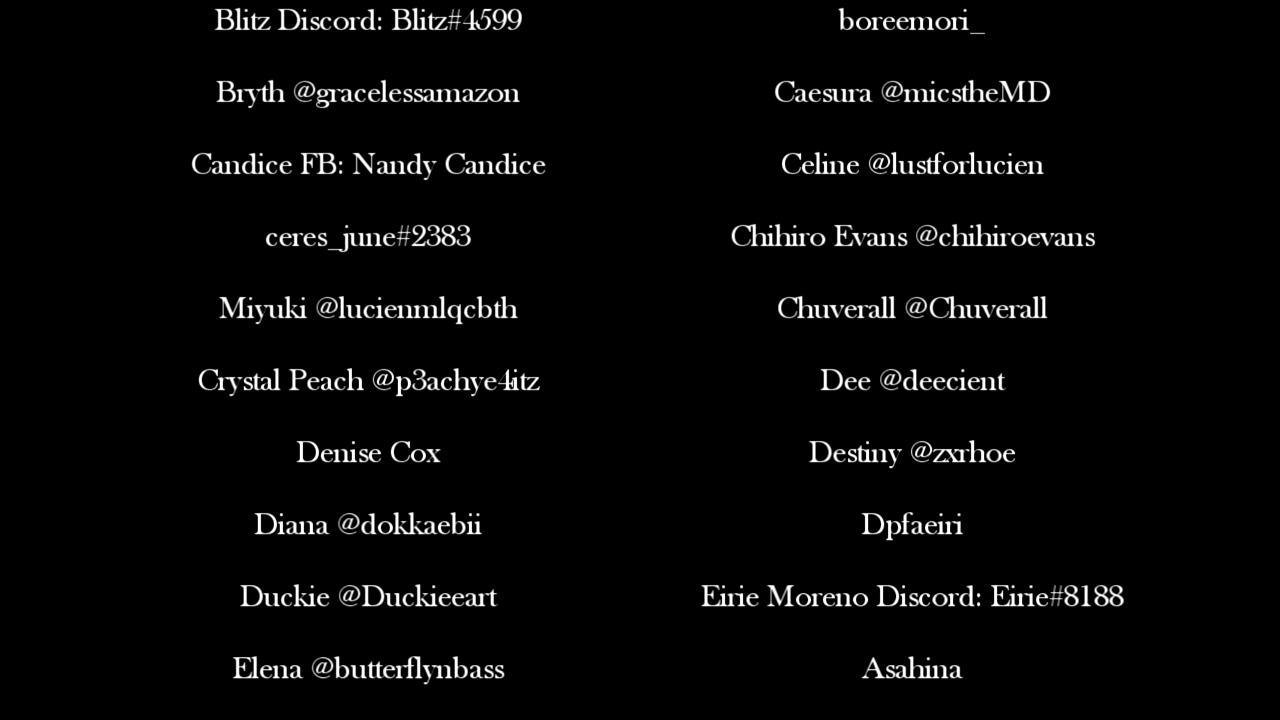 Blitz Discord: Blitz#4599
boreemori_
Bryth @gracelessamazon
Caesura @micstheMD
Candice FB: Nandy Candice
Celine @lustforlucien
ceres_june#2383
Chihiro Evans @chihiroevans
Miyuki @lucienmlqcbth
Chuverall @Chuverall
Crystal Peach @p3achye4itz
Dee @deecient
Denise Cox
Destiny @zxrhoe
Diana @dokkaebii
Dpfaeiri
Duckie @Duckieeart
Eirie Moreno Discord: Eirie#8188
Elena @butterflynbass
Asahina